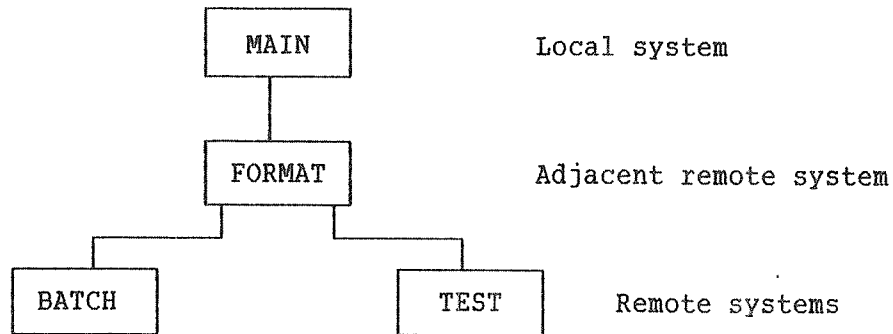 MAIN Local system
FORMAT Adjacent remote system
BATCH TEST Remote systems